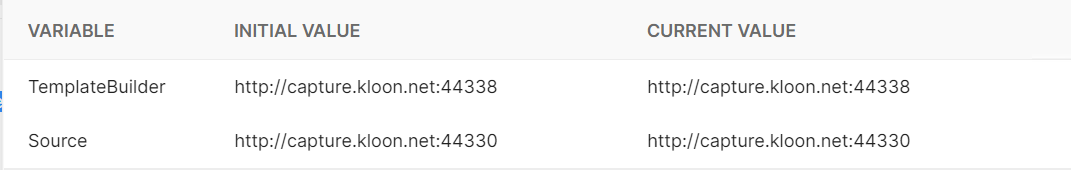 VARIABLE INITIAL VALUE CURRENT VALUE
TemplateBuilder http://capture.kloon.net:44338 http://capture.kloon.net:44338
Source http://capture.kloon.net:44330 http://capture.kloon.net:44330